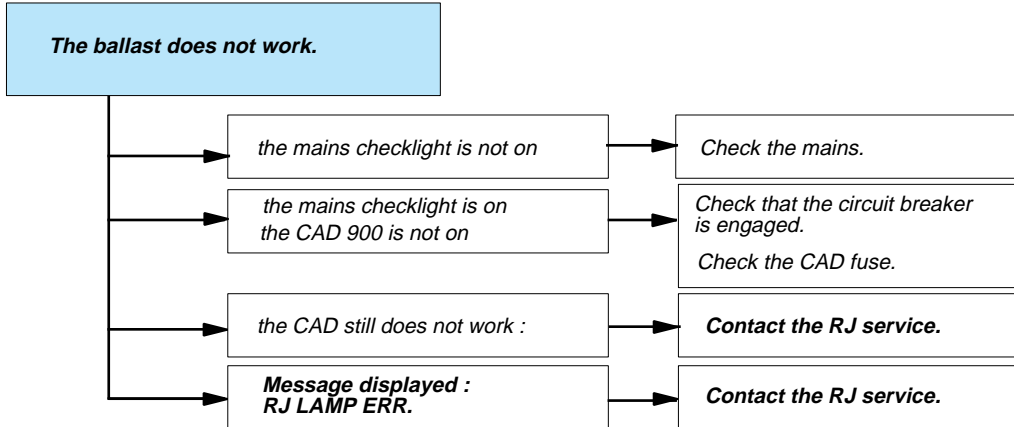 The ballast does not work.
the mains checklight is not on
Check the mains.
the mains checklight is on
the CAD 900 is not on
Check that the circuit breaker
is engaged.
Check the CAD fuse.
the CAD still does not work :
Contact the RJ service.
Message displayed :
RJ LAMP ERR.
Contact the RJ service.